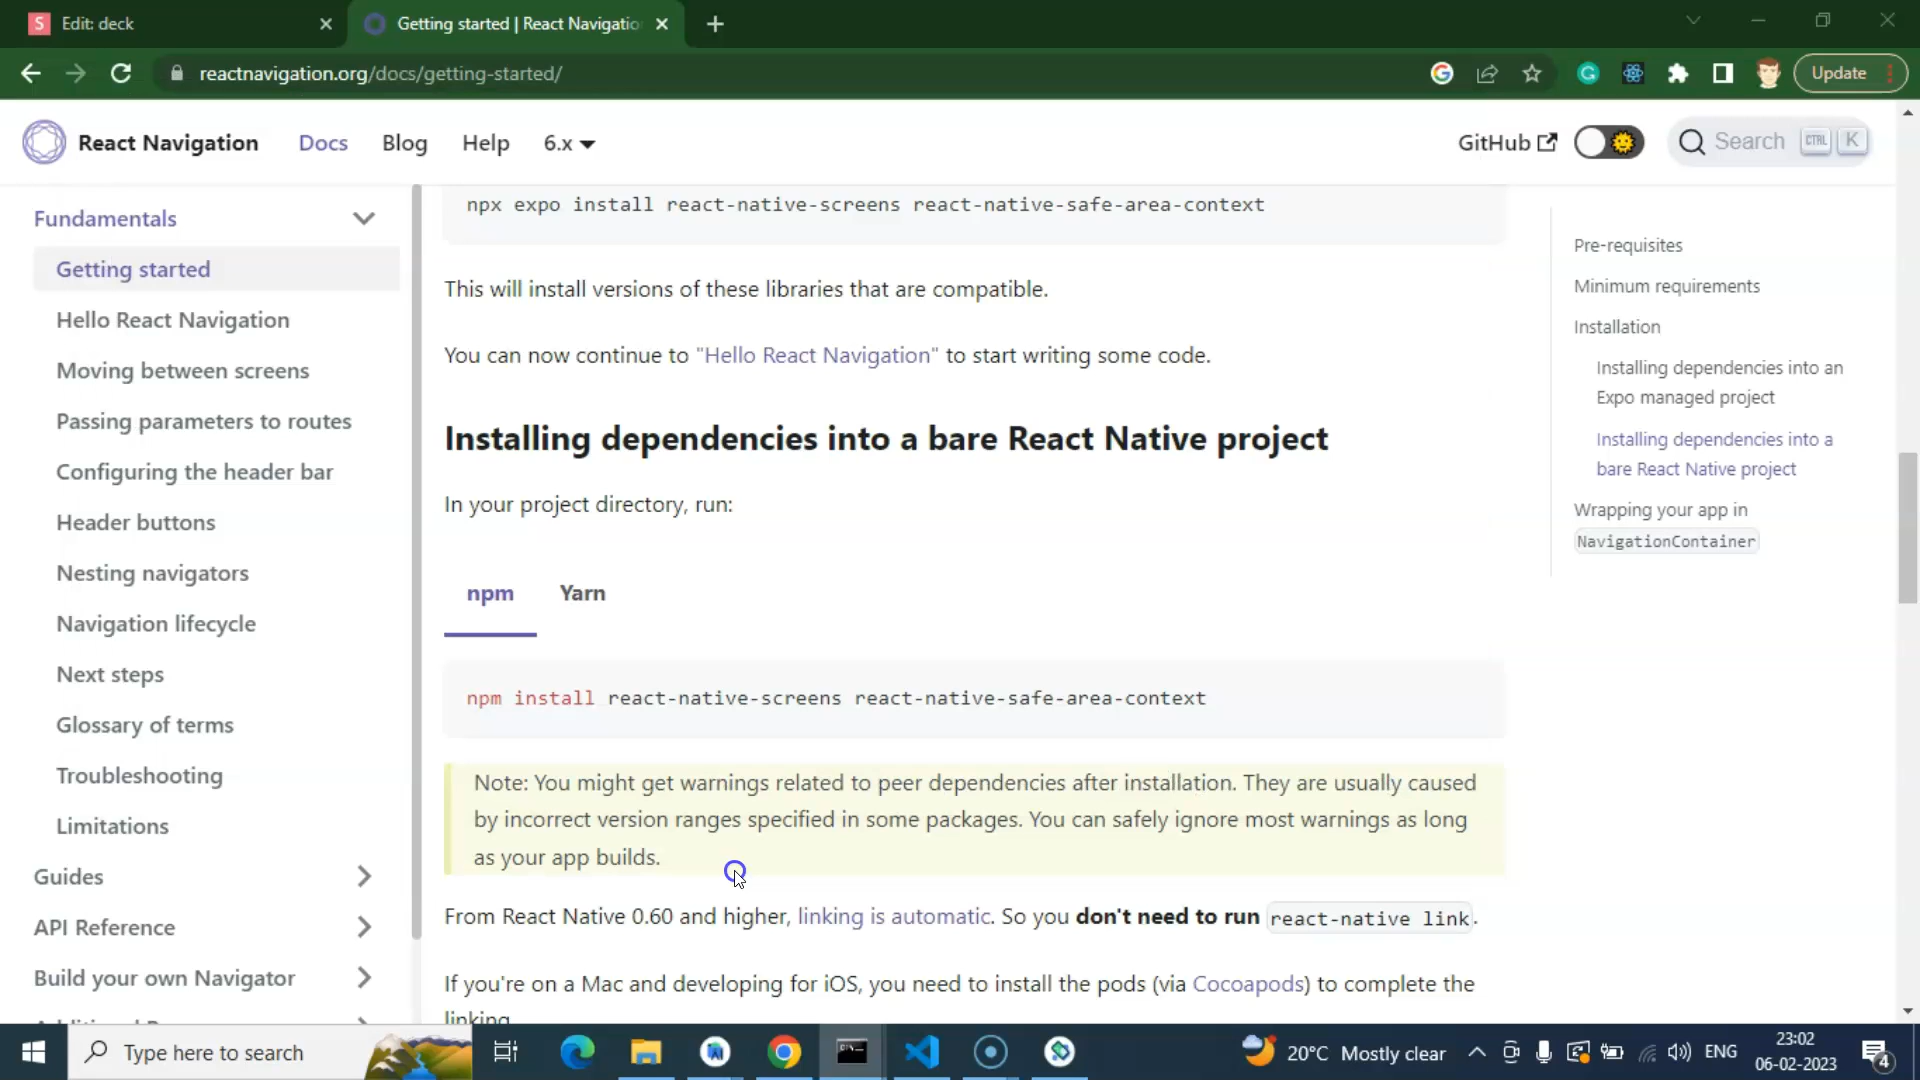 S Edit: deck
Getting started | React Navigatio
reactnavigation.org/docs/getting-started/
Update
React Navigation
Docs
Blog
Help
6.x
GitHub
Search
CTRL
K
Fundamentals
Getting started
Hello React Navigation
Moving between screens
Passing parameters to routes
Configuring the header bar
Header buttons
Nesting navigators
Navigation lifecycle
Next steps
Glossary of terms
Troubleshooting
Limitations
Guides
API Reference
Build your own Navigator
npx expo install react-native-screens react-native-safe-area-context
This will install versions of these libraries that are compatible.
You can now continue to "Hello React Navigation" to start writing some code.
Installing dependencies into a bare React Native project
In your project directory, run:
npm
Yarn
npm install react-native-screens react-native-safe-area-context
Note: You might get warnings related to peer dependencies after installation. They are usually caused
by incorrect version ranges specified in some packages. You can safely ignore most warnings as long
as your app builds.
From React Native 0.60 and higher, linking is automatic. So you don't need to run react-native link.
If you're on a Mac and developing for iOS, you need to install the pods (via Cocoapods) to complete the
linking
Pre-requisites
Minimum requirements
Installation
Installing dependencies into an
Expo managed project
Installing dependencies into a
bare React Native project
Wrapping your app in
NavigationContainer
Type here to search
20°C Mostly clear
ENG
23:02
06-02-2023
4